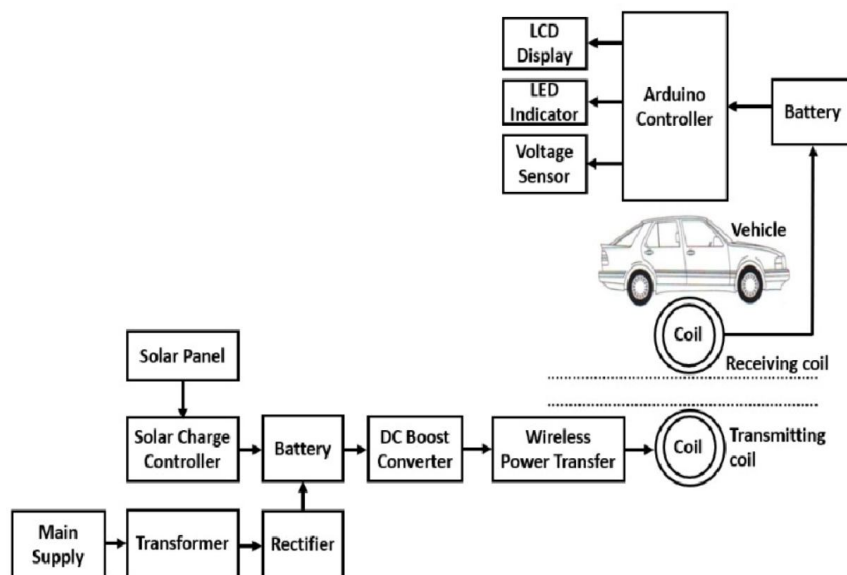 LCD
Display
LED
Indicator
Voltage
Sensor
Arduino
Controller
Battery
Vehicle
Coil
Receiving coil
Solar Panel
Solar Charge
Controller
Battery
DC Boost
Converter
Wireless
Power Transfer
Coil
Transmitting
coil
Main
Supply
Transformer
Rectifier